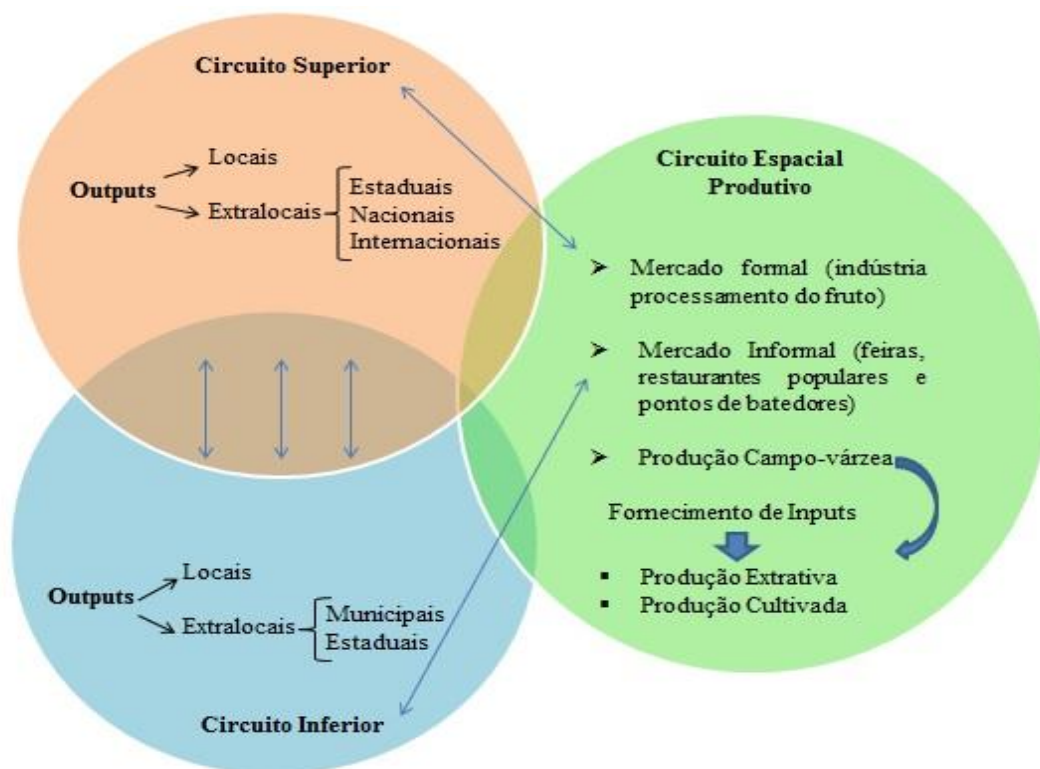 Circuito Superior
Outputs
Locais
Extralocais
Estaduais
Nacionais
Internacionais
Circuito Espacial
Produtivo
Mercado formal (indústria
processamento do fruto)
Mercado Informal (feiras,
restaurantes populares e
pontos de batedores)
Produção Campo-várzea
Fornecimento de Inputs
Produção Extrativa
Produção Cultivada
Outputs
Locais
Extralocais
Municipais
Estaduais
Circuito Inferior